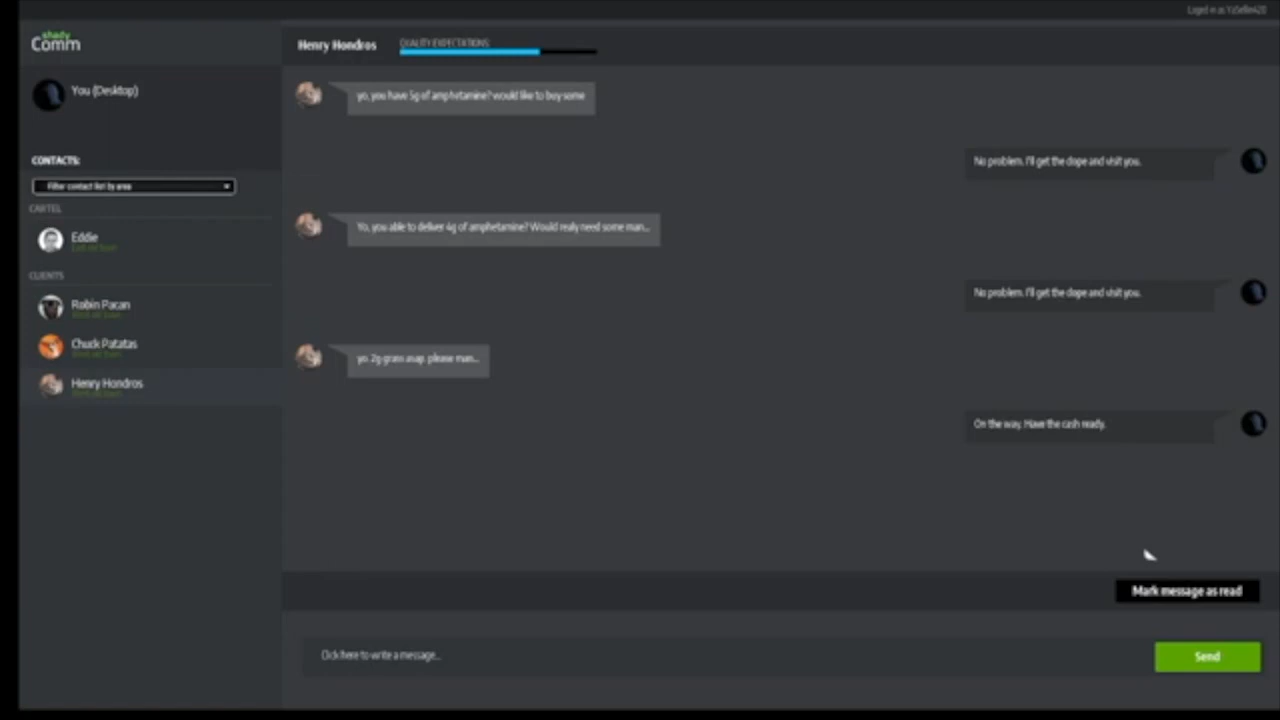 shady
Comm
Henry Hondros
QUALITY EXPECTATIONS:
You (Desktop)
yo, you have 5g of amphetamine? would like to buy some
No problem. I'll get the dope and visit you.
CONTACTS:
Filter contact list by area
CARTEL
Eddie
Yo, you able to deliver 4g of amphetamine? Would realy need some man...
CLIENTS
No problem. I'll get the dope and visit you.
Robin Pacan
Chuck Patatas
yo. 2g grass asap. please man...
Henry Hondros
On the way. Have the cash ready.
Mark message as read
Click here to write a message...
Send